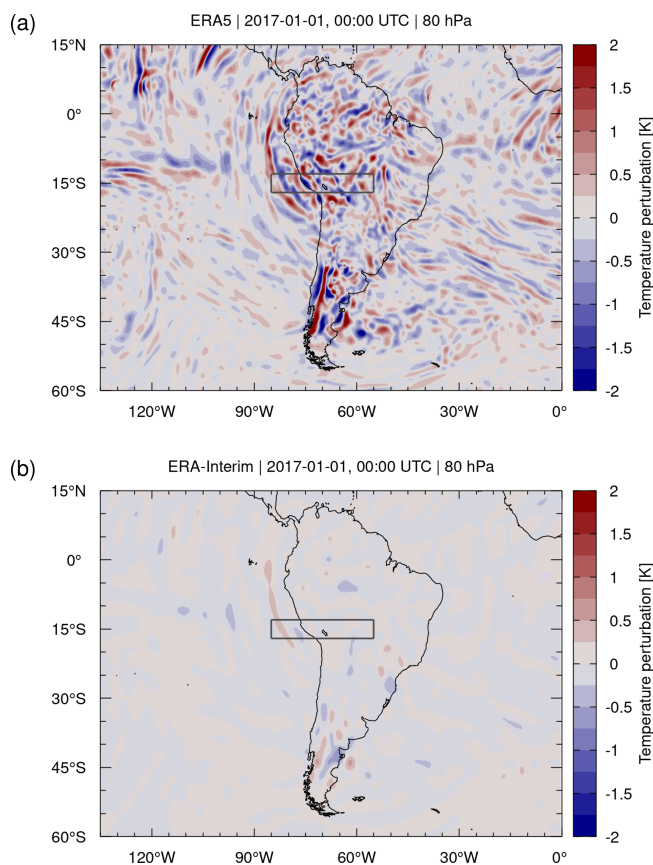 (a)
ERA5 | 2017-01-01, 00:00 UTC | 80 hPa
15°N
0°
15°S
30°S
45°S
60°S
120°W 90°W 60°W 30°W 0°
2
1.5
1
0.5
0
-0.5
-1
-1.5
-2
Temperature perturbation [K]
(b)
ERA-Interim | 2017-01-01, 00:00 UTC | 80 hPa
15°N
0°
15°S
30°S
45°S
60°S
120°W 90°W 60°W 30°W 0°
2
1.5
1
0.5
0
-0.5
-1
-1.5
-2
Temperature perturbation [K]